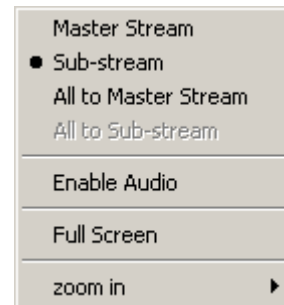 Master Stream
Sub-stream
All to Master Stream
All to Sub-stream
Enable Audio
Full Screen
zoom in